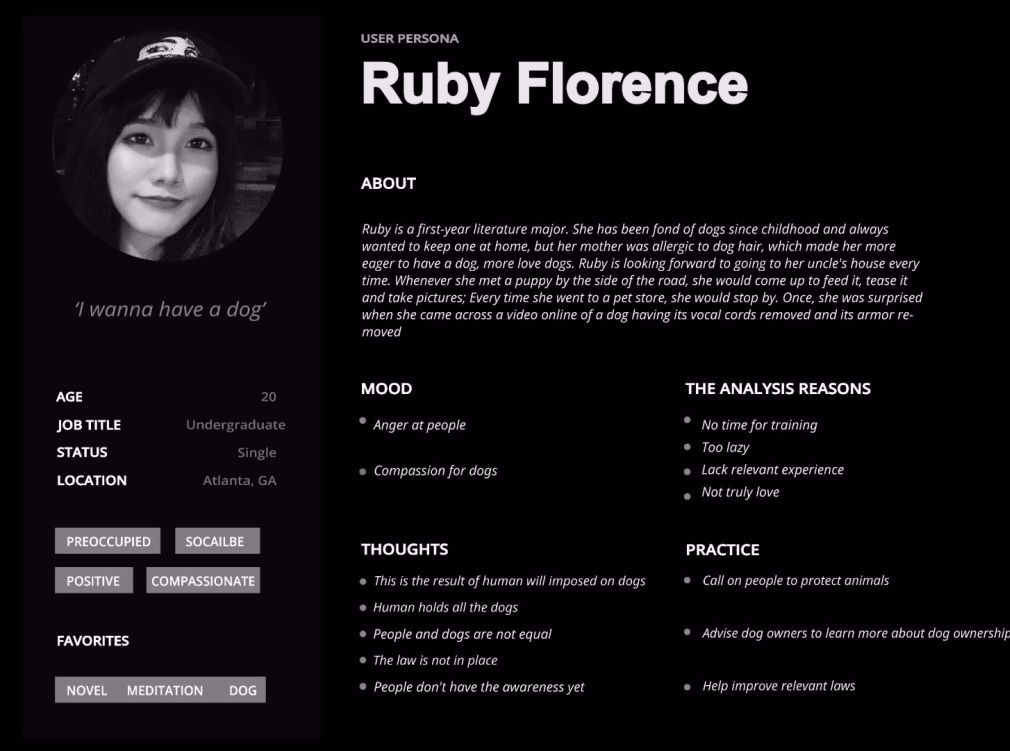 USER PERSONA
Ruby Florence
‘I wanna have a dog’
AGE 20
JOB TITLE Undergraduate
STATUS Single
LOCATION Atlanta, GA
PREOCCUPIED SOCAILBE
POSITIVE COMPASSIONATE
FAVORITES
NOVEL MEDITATION DOG
ABOUT
Ruby is a first-year literature major. She has been fond of dogs since childhood and always
wanted to keep one at home, but her mother was allergic to dog hair, which made her more
eager to have a dog, more love dogs. Ruby is looking forward to going to her uncle's house every
time. Whenever she met a puppy by the side of the road, she would come up to feed it, tease it
and take pictures; Every time she went to a pet store, she would stop by. Once, she was surprised
when she came across a video online of a dog having its vocal cords removed and its armor re-
moved
MOOD
Anger at people
Compassion for dogs
THE ANALYSIS REASONS
No time for training
Too lazy
Lack relevant experience
Not truly love
THOUGHTS
This is the result of human will imposed on dogs
Human holds all the dogs
People and dogs are not equal
The law is not in place
People don't have the awareness yet
PRACTICE
Call on people to protect animals
Advise dog owners to learn more about dog ownership
Help improve relevant laws